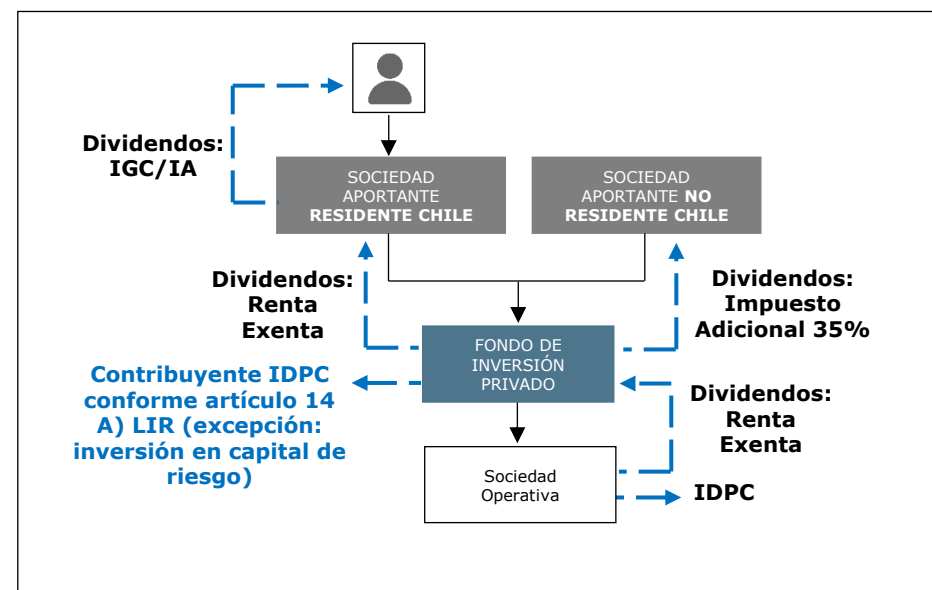 Dividendos:
IGC/IA
SOCIEDAD
APORTANTE
RESIDENTE CHILE
SOCIEDAD
APORTANTE NO
RESIDENTE CHILE
Dividendos:
Renta
Exenta
Dividendos:
Impuesto
Adicional 35%
FONDO DE
INVERSIÓN
PRIVADO
Contribuyente IDPC
conforme artículo 14
A) LIR (excepción:
inversión en capital de
riesgo)
Dividendos:
Renta
Exenta
Sociedad
Operativa
IDPC